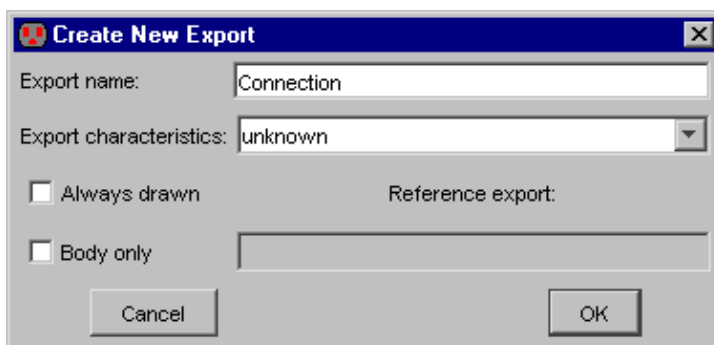 Create New Export
Export name: Connection
Export characteristics: unknown
Always drawn Reference export:
Body only
Cancel OK